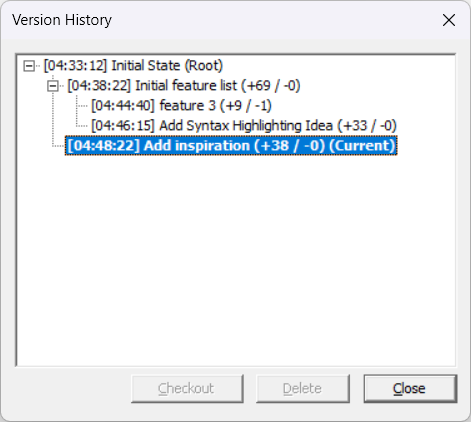 Version History
[04:33:12] Initial State (Root)
[04:38:22] Initial feature list (+69 / -0)
[04:44:40] feature 3 (+9 / -1)
[04:46:15] Add Syntax Highlighting Idea (+33 / -0)
[04:48:22] Add inspiration (+38 / -0) (Current)
Checkout Delete Close